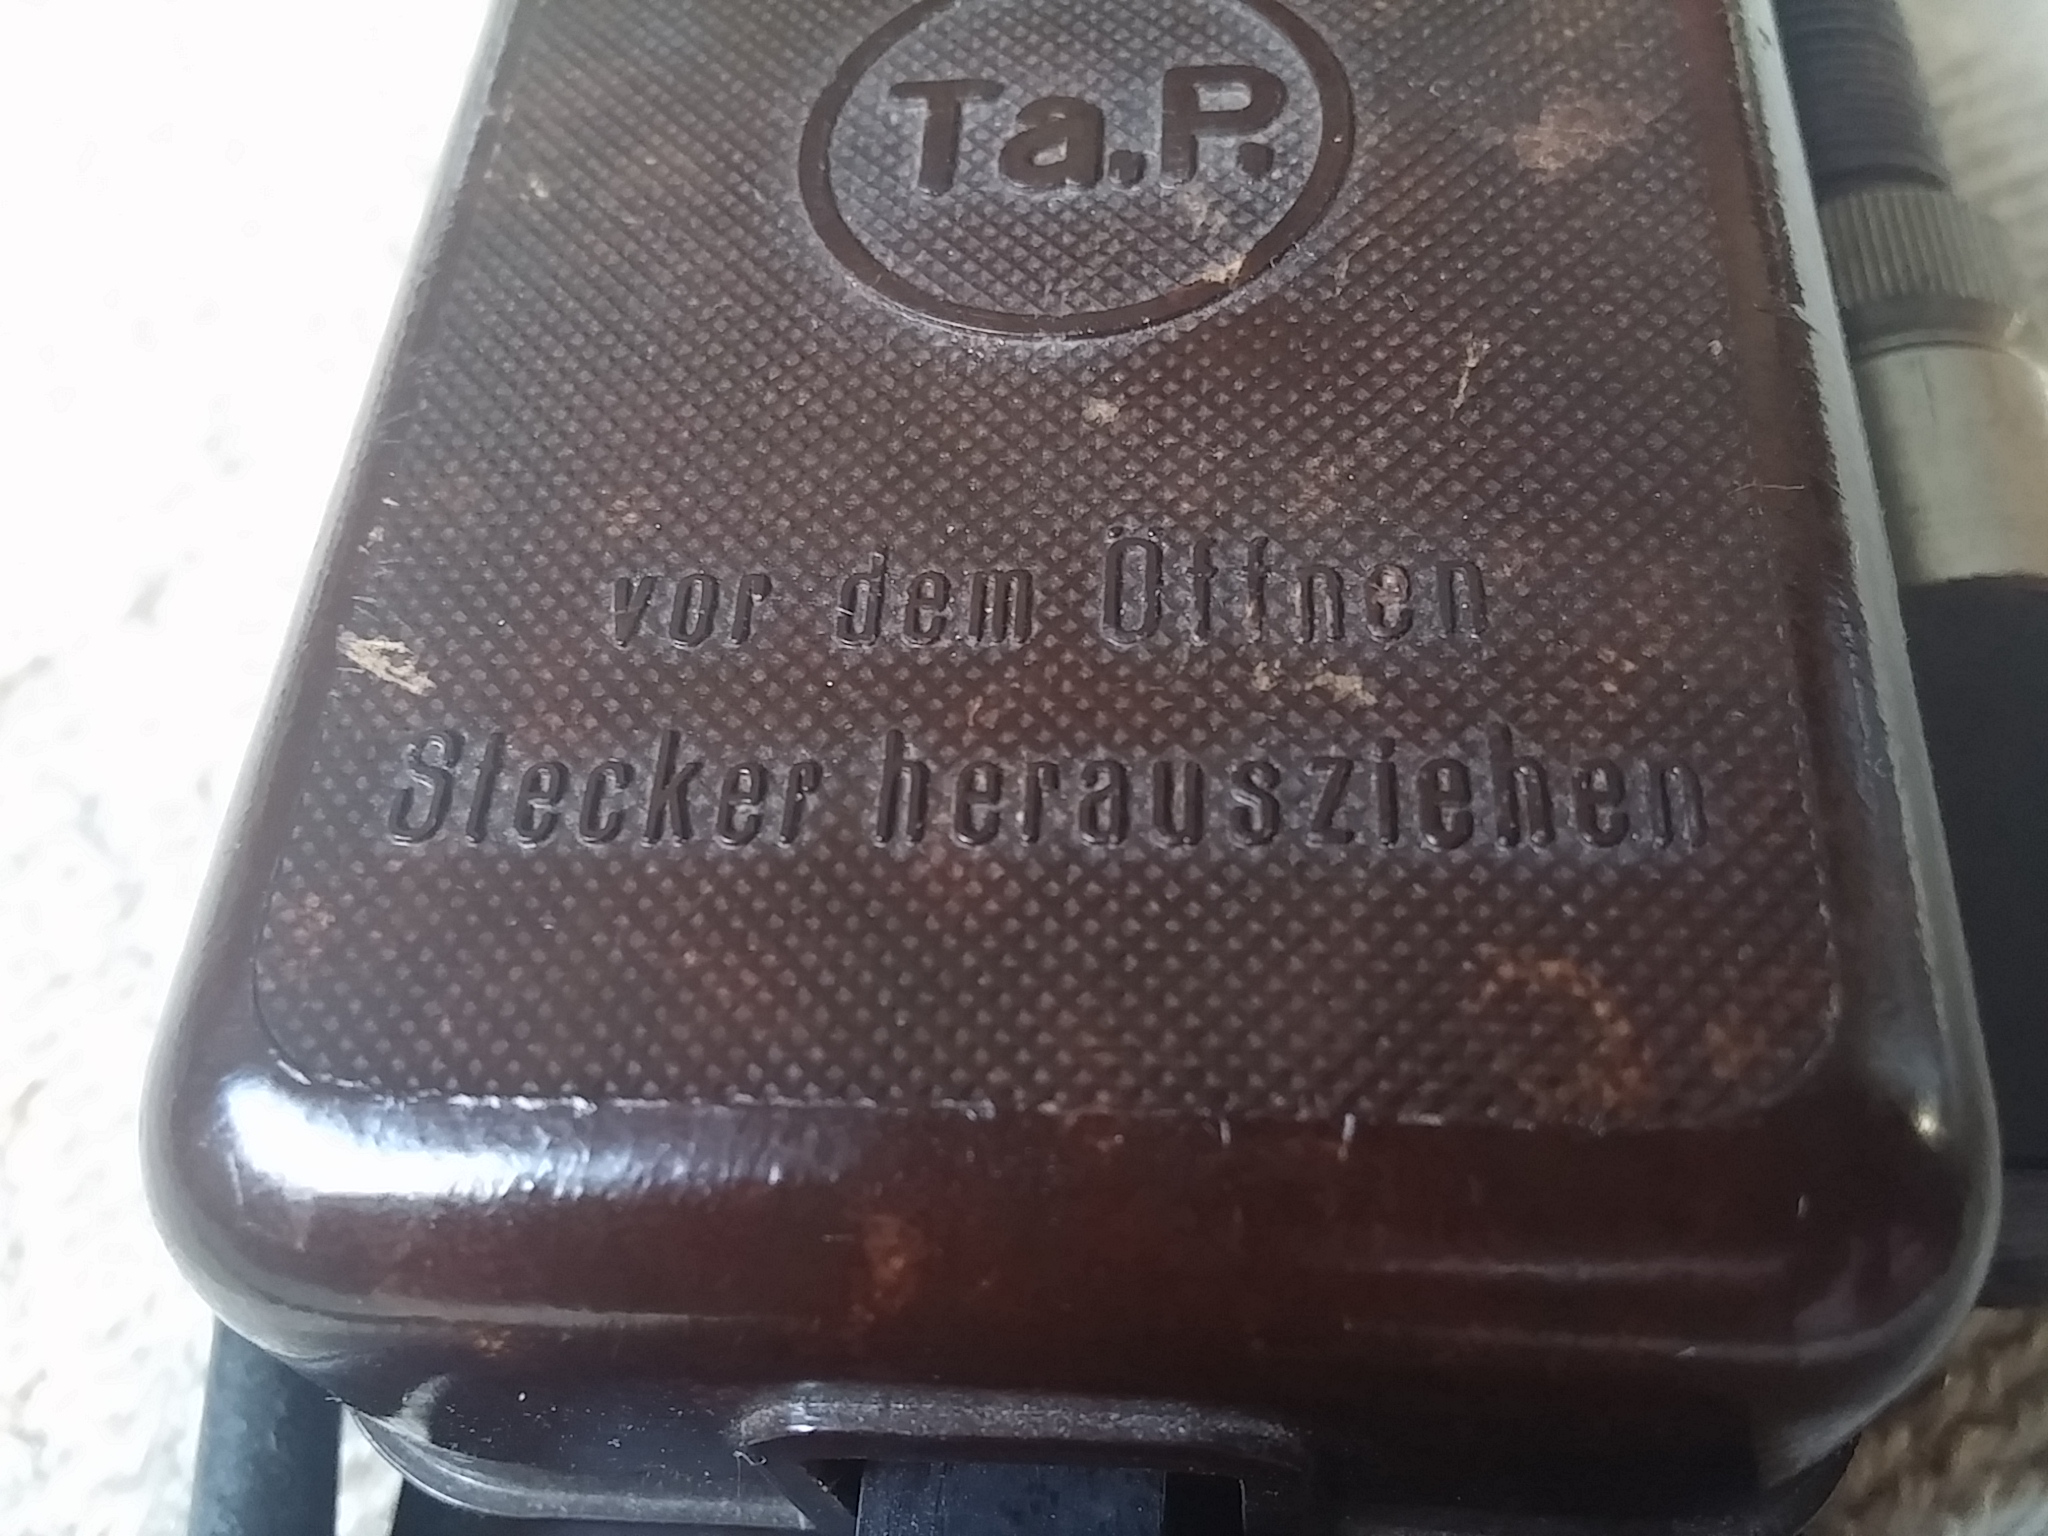 Ta.P.
vor dem Öffnen
Stecker herausziehen